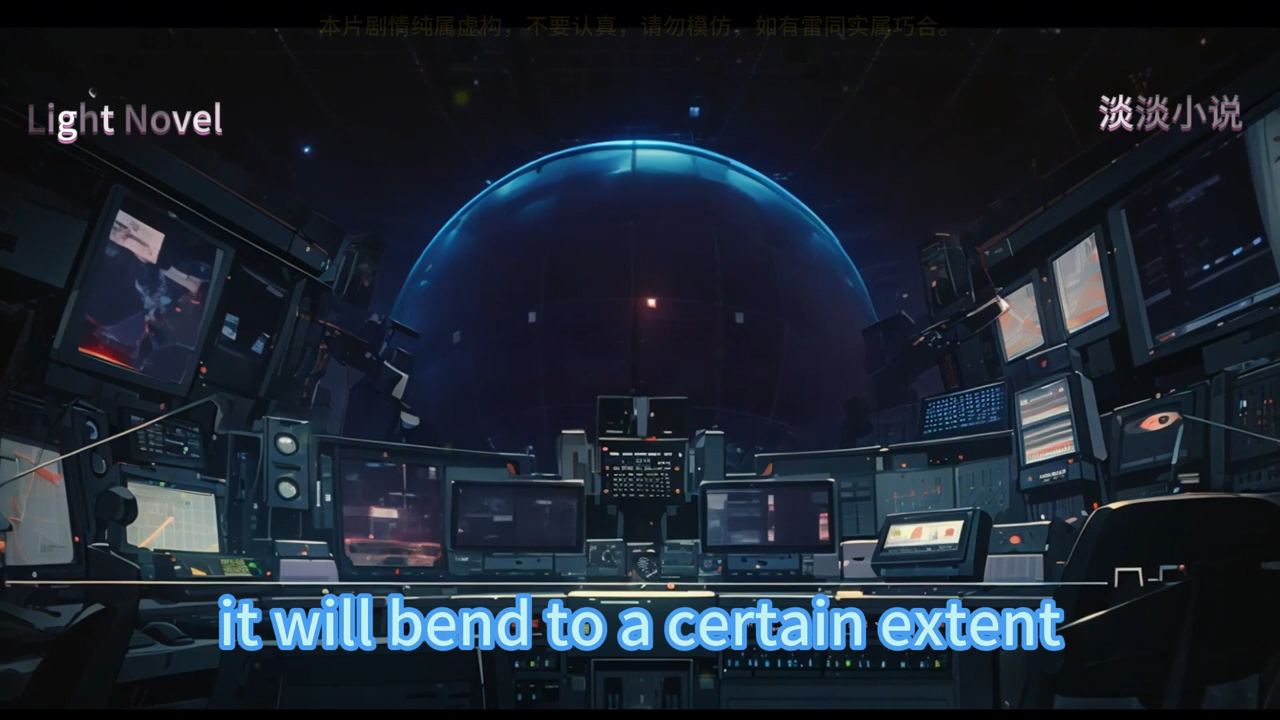 本片剧情纯属虚构，不要认真，请勿模仿，如有雷同实属巧合。
Light Novel
淡淡小说
it will bend to a certain extent